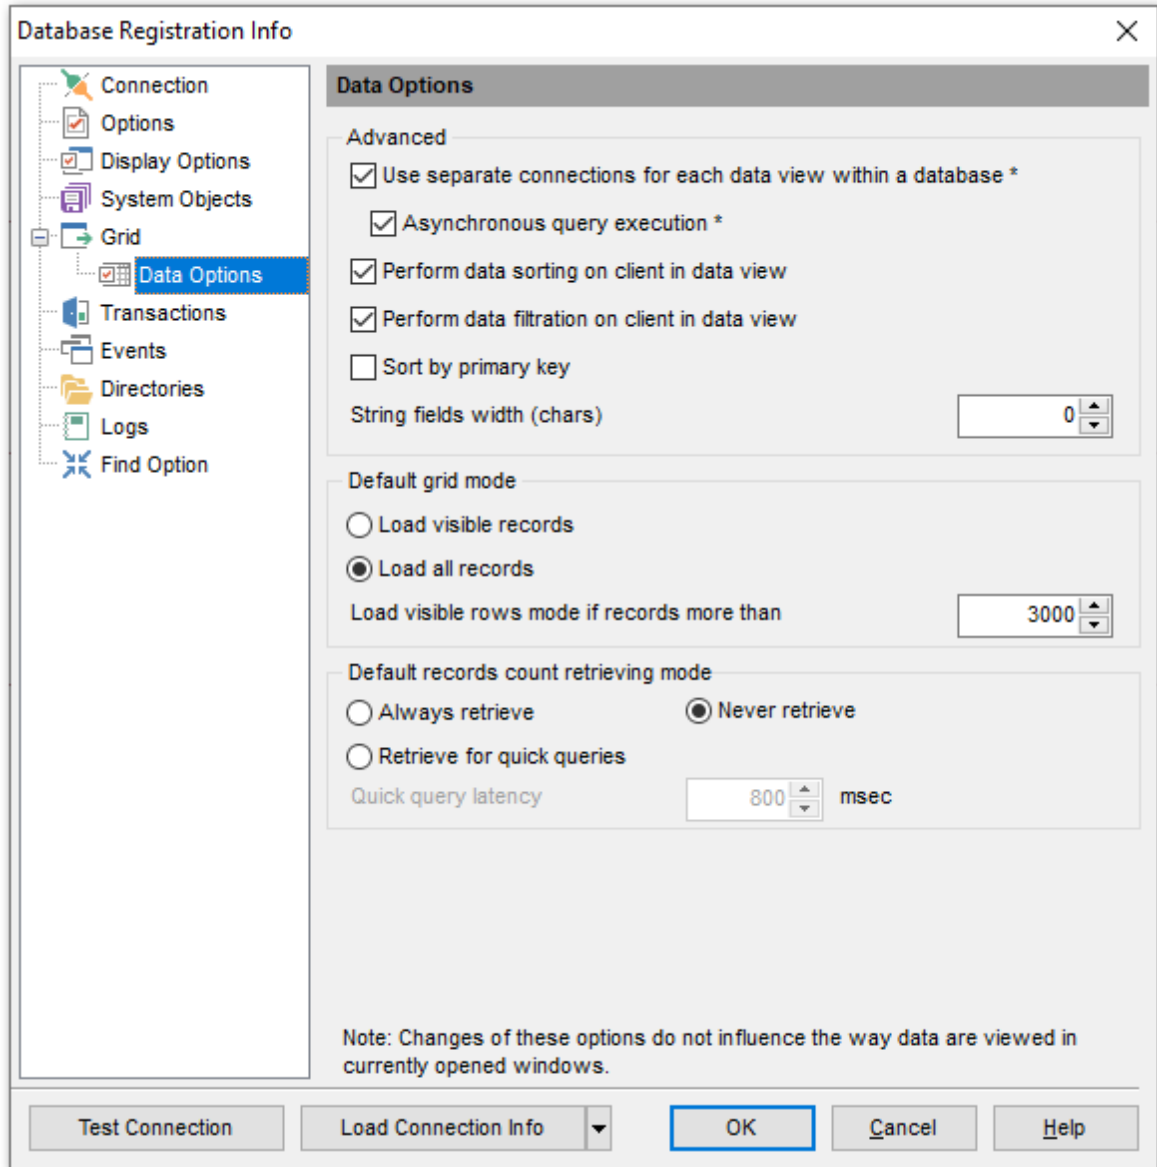 Database Registration Info
Connection
Options
Display Options
System Objects
Grid
Data Options
Transactions
Events
Directories
Logs
Find Option
Data Options
Advanced
Use separate connections for each data view within a database *
Asynchronous query execution *
Perform data sorting on client in data view
Perform data filtration on client in data view
Sort by primary key
String fields width (chars) 0
Default grid mode
Load visible records
Load all records
Load visible rows mode if records more than 3000
Default records count retrieving mode
Always retrieve Never retrieve
Retrieve for quick queries
Quick query latency 800 msec
Note: Changes of these options do not influence the way data are viewed in
currently opened windows.
Test Connection Load Connection Info OK Cancel Help